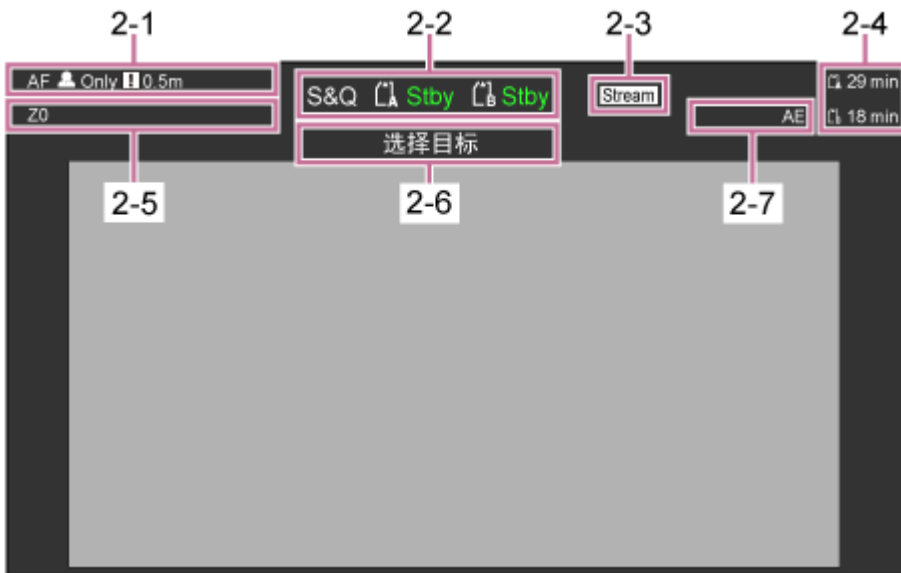 2-1
2-2
2-3
2-4
AF Only 0.5m
S&Q A Stby B Stby
Stream
A 29 min
Z0
AE
B 18 min
选择目标
2-5
2-6
2-7